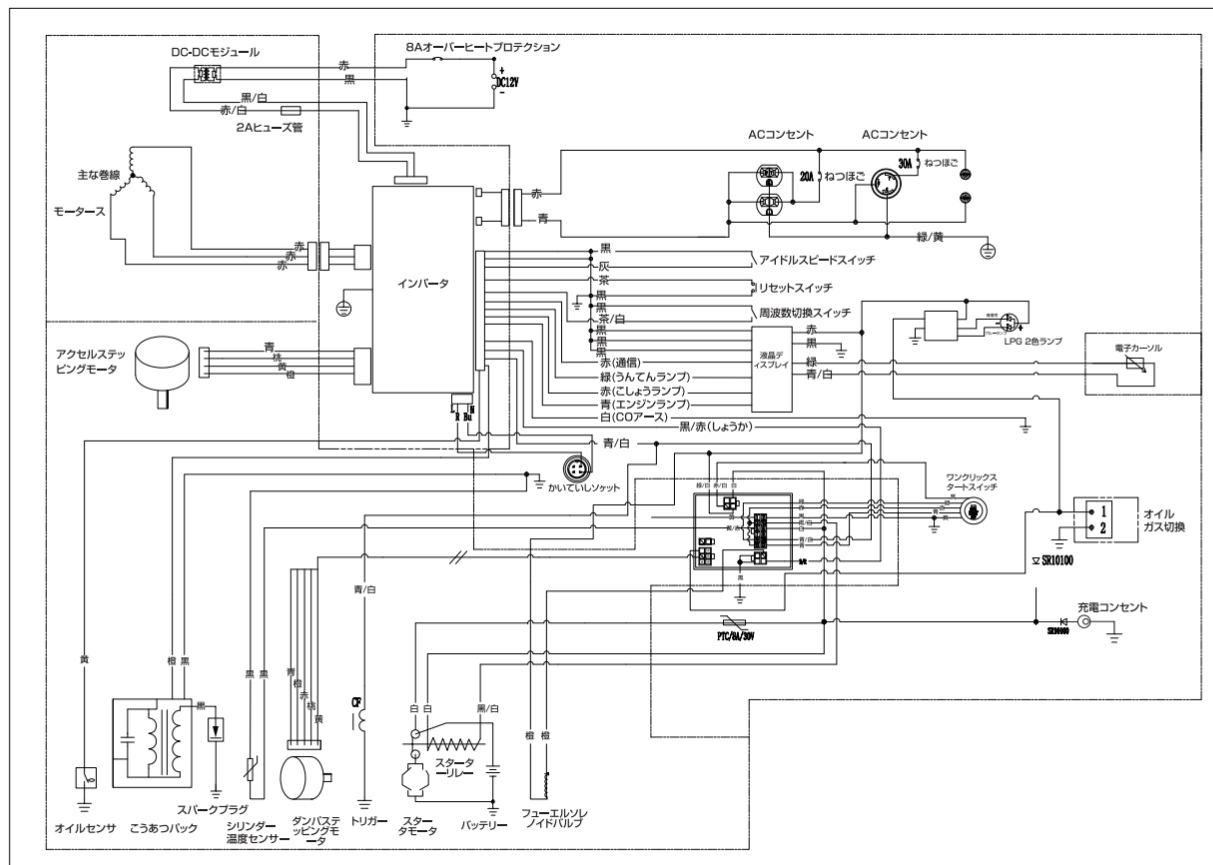 DC-DCモジュール
8Aオーバーヒートプロテクション
赤
黒
+
DC12V
−
黒/白
赤/白
2Aヒューズ管
ACコンセント
ACコンセント
30A
ねつほご
20A
ねつほご
主な巻線
モータース
赤
赤
赤
赤
青
緑/黄
インバータ
黒
灰
アイドルスピードスイッチ
茶
リセットスイッチ
黒
黒
周波数切換スイッチ
茶/白
黒
黒
黒
液晶デ
ィスプレイ
赤
黒
緑
青/白
LPG 2色ランプ
電子カーソル
アクセルステッ
ピングモータ
青
桃
黄
橙
赤(通信)
緑(うんてんランプ)
赤(こしょうランプ)
青(エンジンランプ)
白(COアース)
黒/赤(しょうか)
青/白
かいていしソケット
緑/白
赤/白
白
ワンクリックス
タートスイッチ
1
2
オイル
ガス切換
SR10100
黒
青/白
PTC/8A/30V
充電コンセント
黄
橙
黒
黒
黒
黒
青
橙
赤
桃
黄
CF
白
白
黒/白
橙
橙
スタータ
ーリレー
オイルセンサ
こうあつパック
スパークプラグ
シリンダー
温度センサー
ダンパステ
ッピングモ
ータ
トリガー
スター
タモータ
バッテリー
フューエルソレ
ノイドバルブ